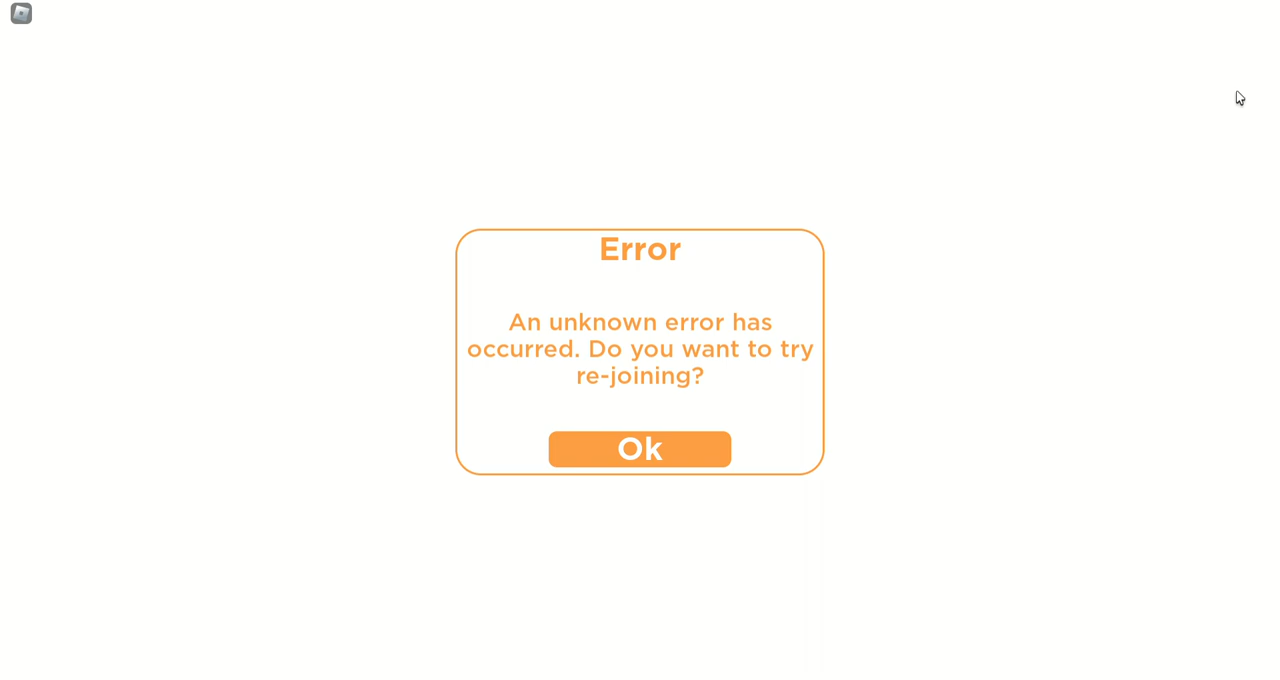 Error
An unknown error has
occurred. Do you want to try
re-joining?
Ok